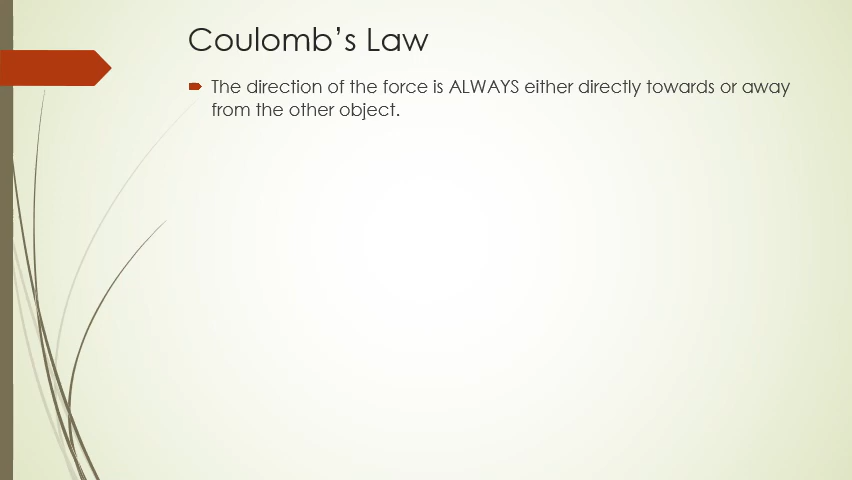 Coulomb’s Law
The direction of the force is ALWAYS either directly towards or away
from the other object.